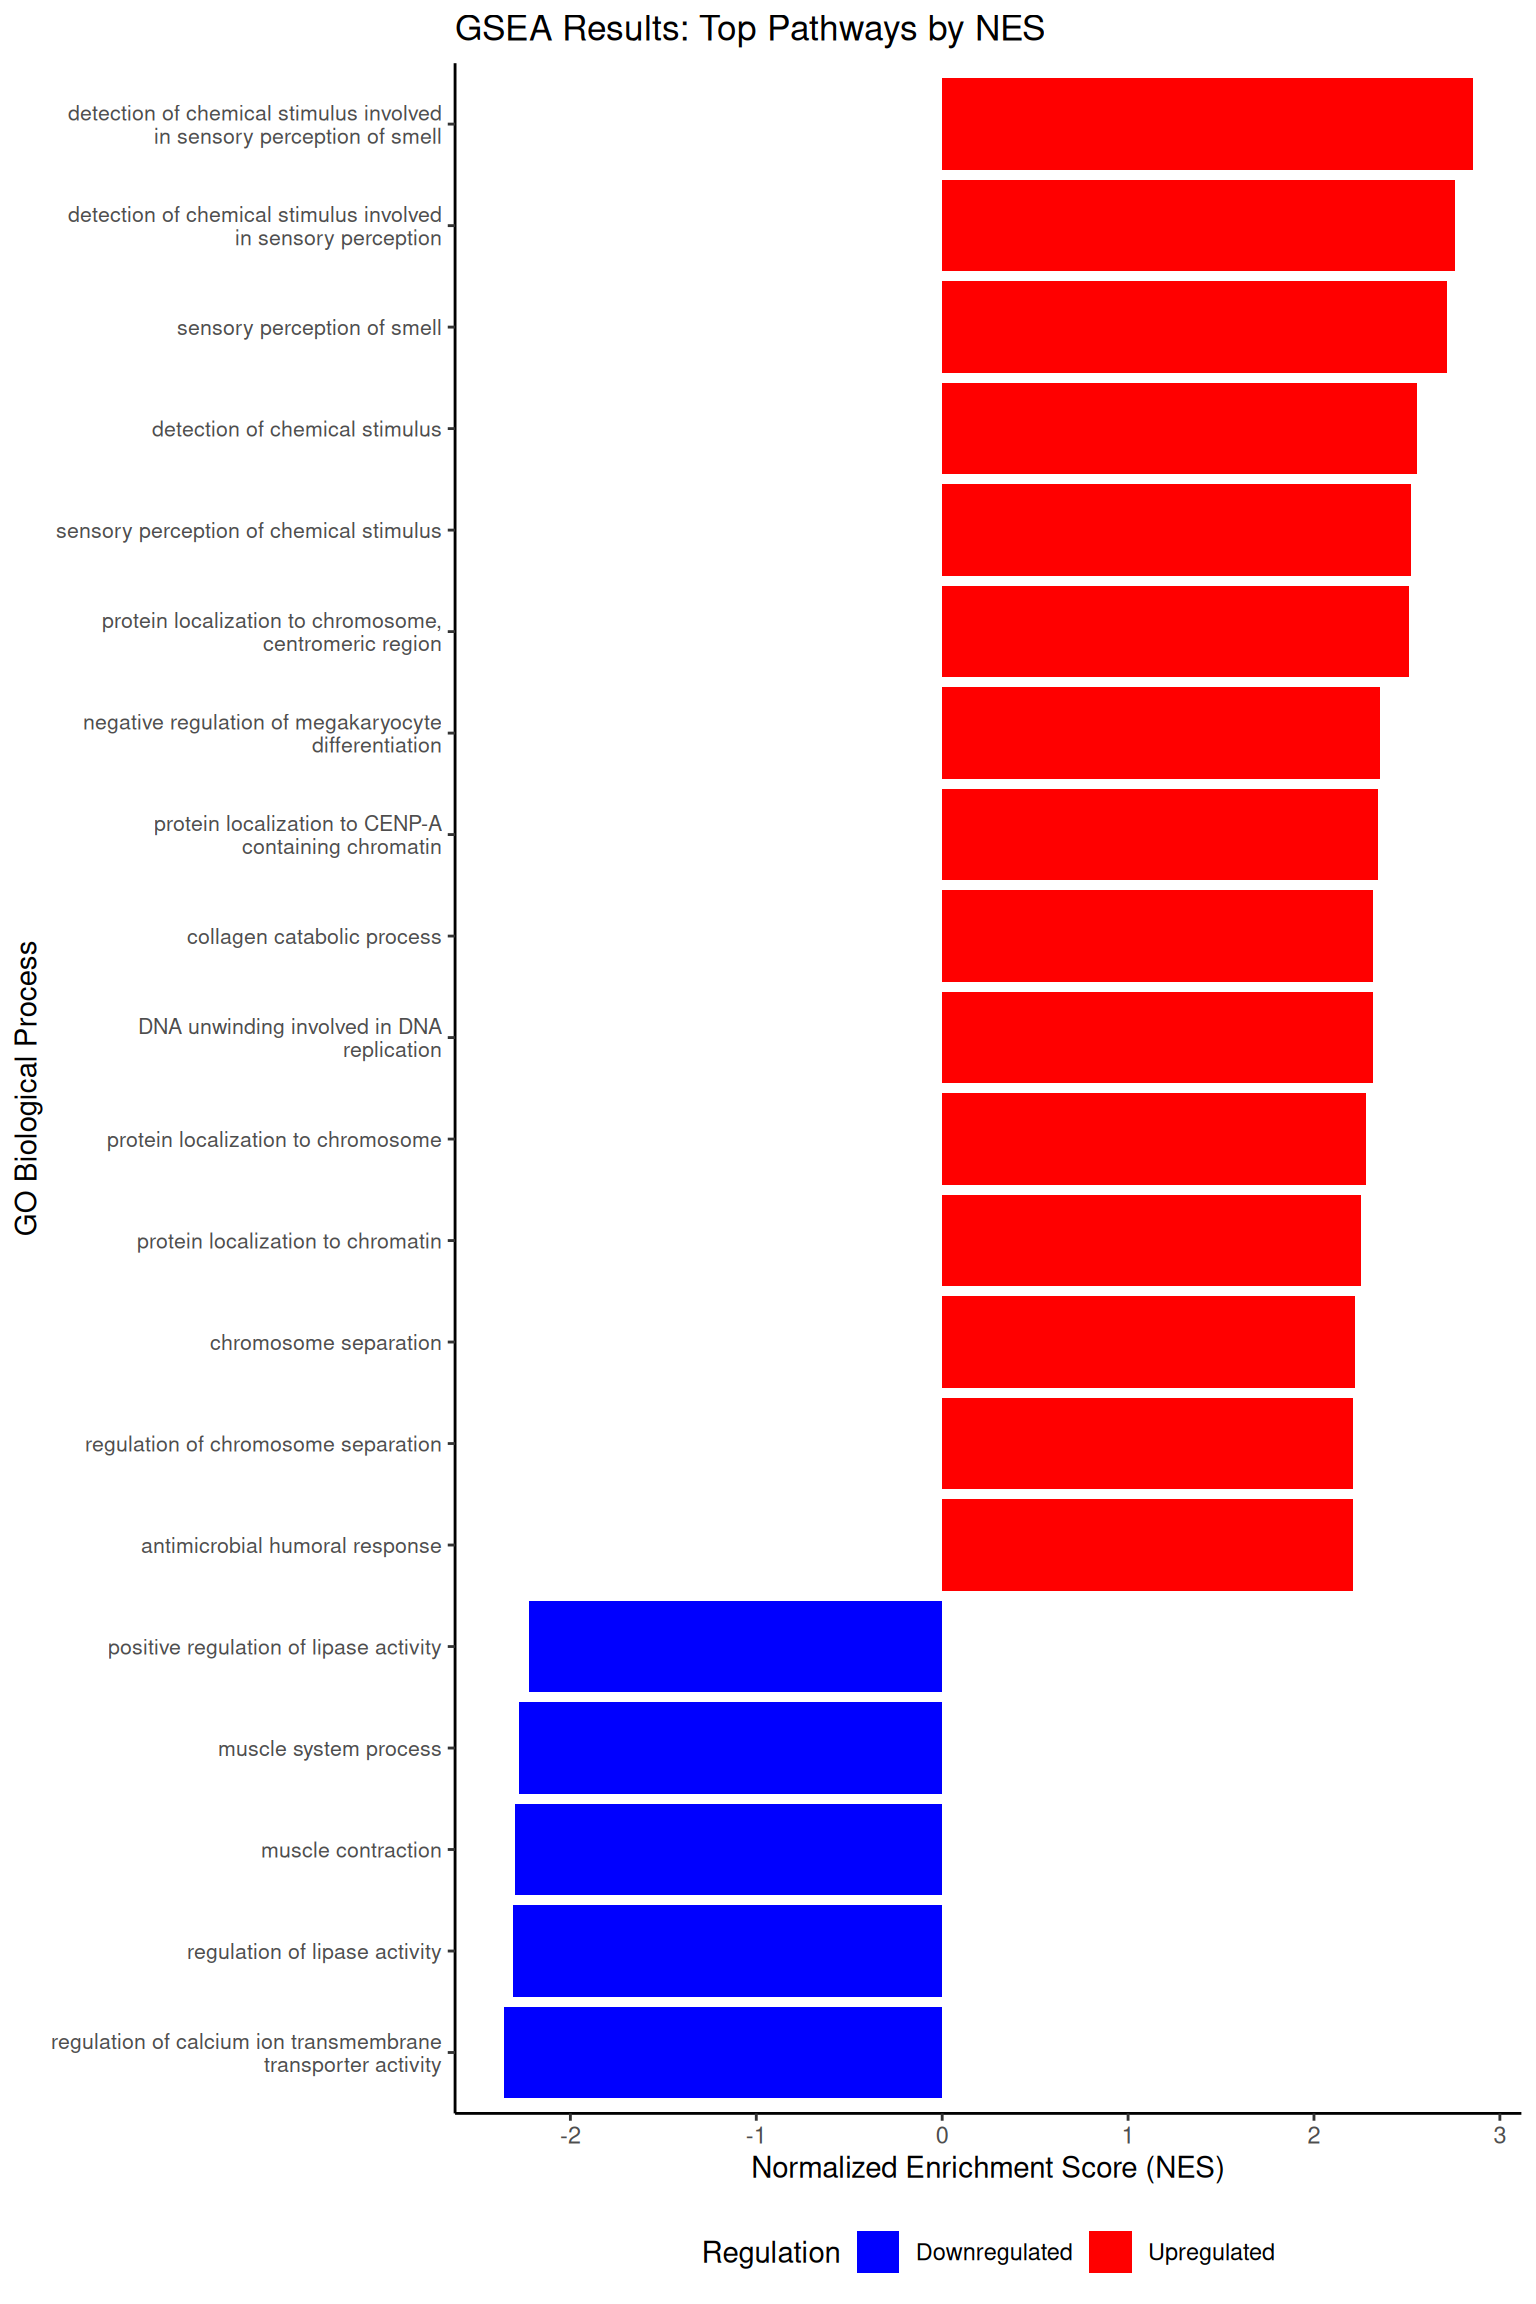 GSEA Results: Top Pathways by NES
detection of chemical stimulus involved
in sensory perception of smell
detection of chemical stimulus involved
in sensory perception
sensory perception of smell
detection of chemical stimulus
sensory perception of chemical stimulus
protein localization to chromosome,
centromeric region
negative regulation of megakaryocyte
differentiation
protein localization to CENP-A
containing chromatin
collagen catabolic process
DNA unwinding involved in DNA
replication
protein localization to chromosome
protein localization to chromatin
chromosome separation
regulation of chromosome separation
antimicrobial humoral response
positive regulation of lipase activity
muscle system process
muscle contraction
regulation of lipase activity
regulation of calcium ion transmembrane
transporter activity
GO Biological Process
-2 -1 0 1 2 3
Normalized Enrichment Score (NES)
Regulation Downregulated Upregulated